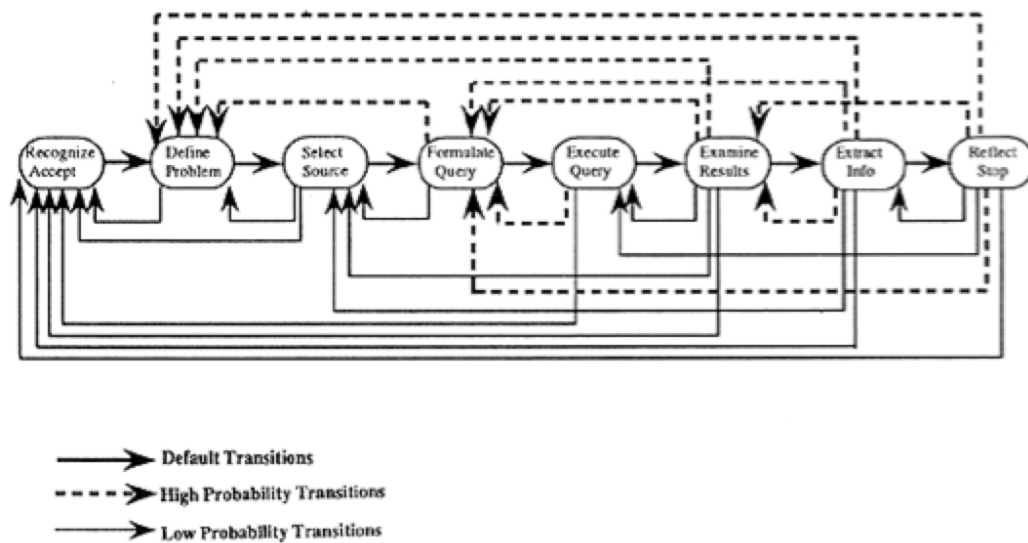 Recognize
Accept
Define
Problem
Select
Source
Formulate
Query
Execute
Query
Examine
Results
Extract
Info
Reflect
Stop
Default Transitions
High Probability Transitions
Low Probability Transitions